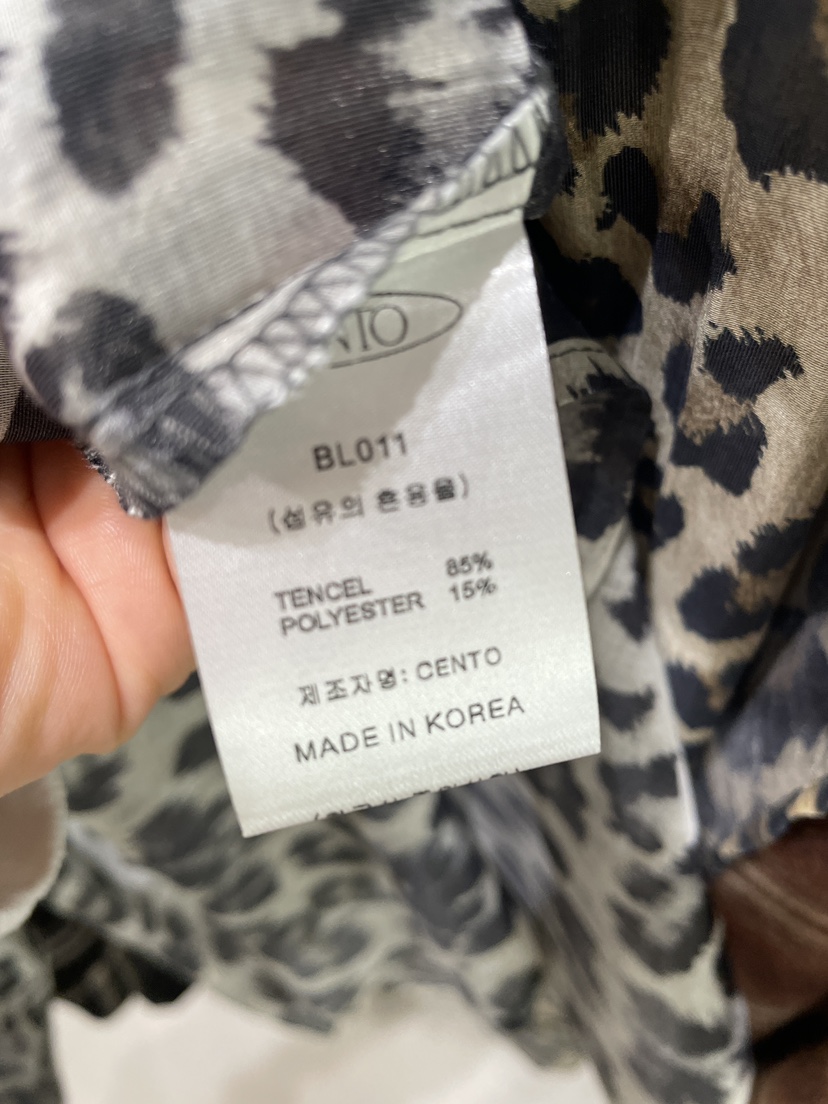 BL011
(섬유의 혼용율)
TENCEL 85%
POLYESTER 15%
제조자명: CENTO
MADE IN KOREA